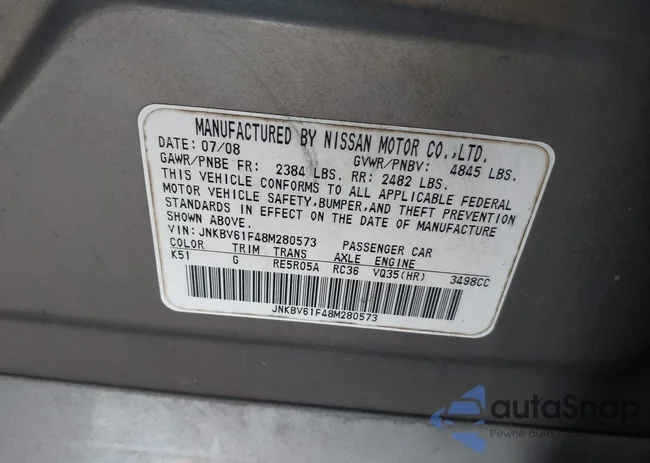 MANUFACTURED BY NISSAN MOTOR CO.,LTD.
DATE: 07/08 GVWR/PNBV: 4845 LBS.
GAWR/PNBE FR: 2384 LBS. RR: 2482 LBS.
THIS VEHICLE CONFORMS TO ALL APPLICABLE FEDERAL
MOTOR VEHICLE SAFETY,BUMPER,AND THEFT PREVENTION
STANDARDS IN EFFECT ON THE DATE OF MANUFACTURE
SHOWN ABOVE.
VIN: JNKBV61F48M280573 PASSENGER CAR
COLOR TRIM TRANS AXLE ENGINE
K51 G RE5R05A RC36 VQ35(HR) 3498CC
JNKBV61F48M280573
autoSnap
Pewne auto z